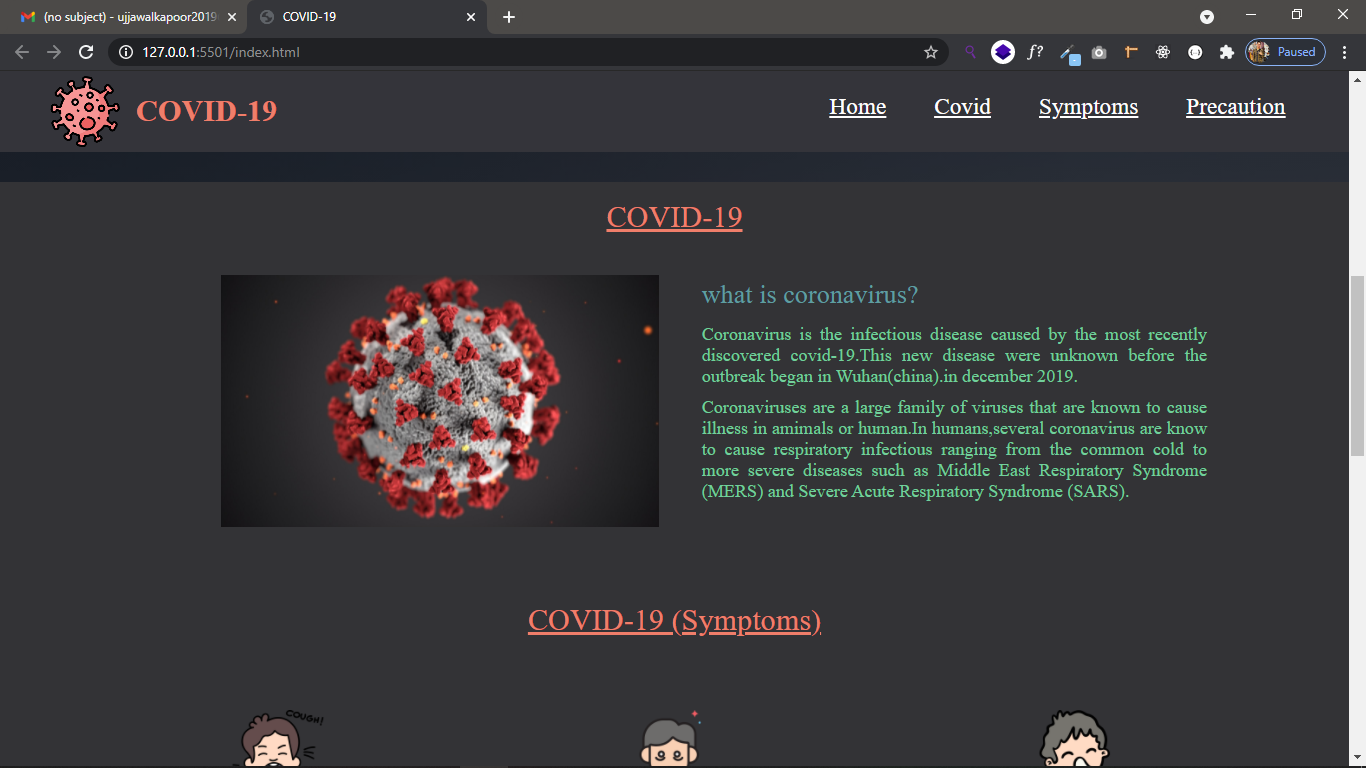 (no subject) - ujjawalkapoor2019
COVID-19
127.0.0.1:5501/index.html
f?
Paused
COVID-19
Home
Covid
Symptoms
Precaution
COVID-19
what is coronavirus?
Coronavirus is the infectious disease caused by the most recently
discovered covid-19.This new disease were unknown before the
outbreak began in Wuhan(china).in december 2019.
Coronaviruses are a large family of viruses that are known to cause
illness in amimals or human.In humans,several coronavirus are know
to cause respiratory infectious ranging from the common cold to
more severe diseases such as Middle East Respiratory Syndrome
(MERS) and Severe Acute Respiratory Syndrome (SARS).
COVID-19 (Symptoms)
COUGH!